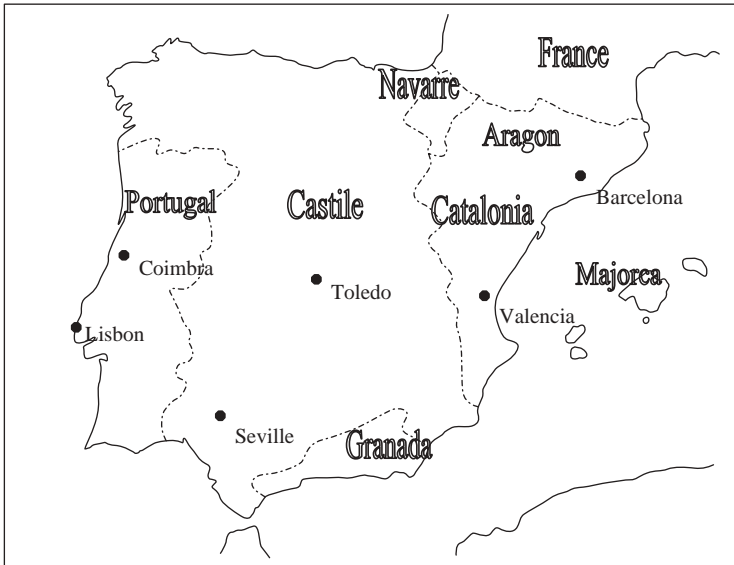 France
Navarre
Aragon
Barcelona
Portugal
Castile
Catalonia
Coimbra
Majorca
Toledo
Valencia
Lisbon
Seville
Granada